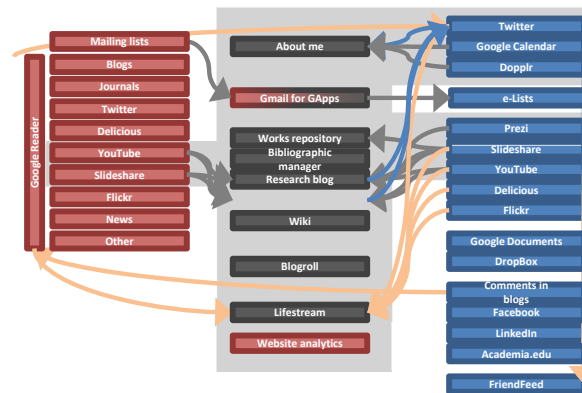 Google Reader
Mailing lists
Blogs
Journals
Twitter
Delicious
YouTube
Slideshare
Flickr
News
Other
About me
Gmail for GApps
Works repository
Bibliographic
manager
Research blog
Wiki
Blogroll
Lifestream
Website analytics
Twitter
Google Calendar
Dopplr
e-Lists
Prezi
Slideshare
YouTube
Delicious
Flickr
Google Documents
DropBox
Comments in
blogs
Facebook
LinkedIn
Academia.edu
FriendFeed